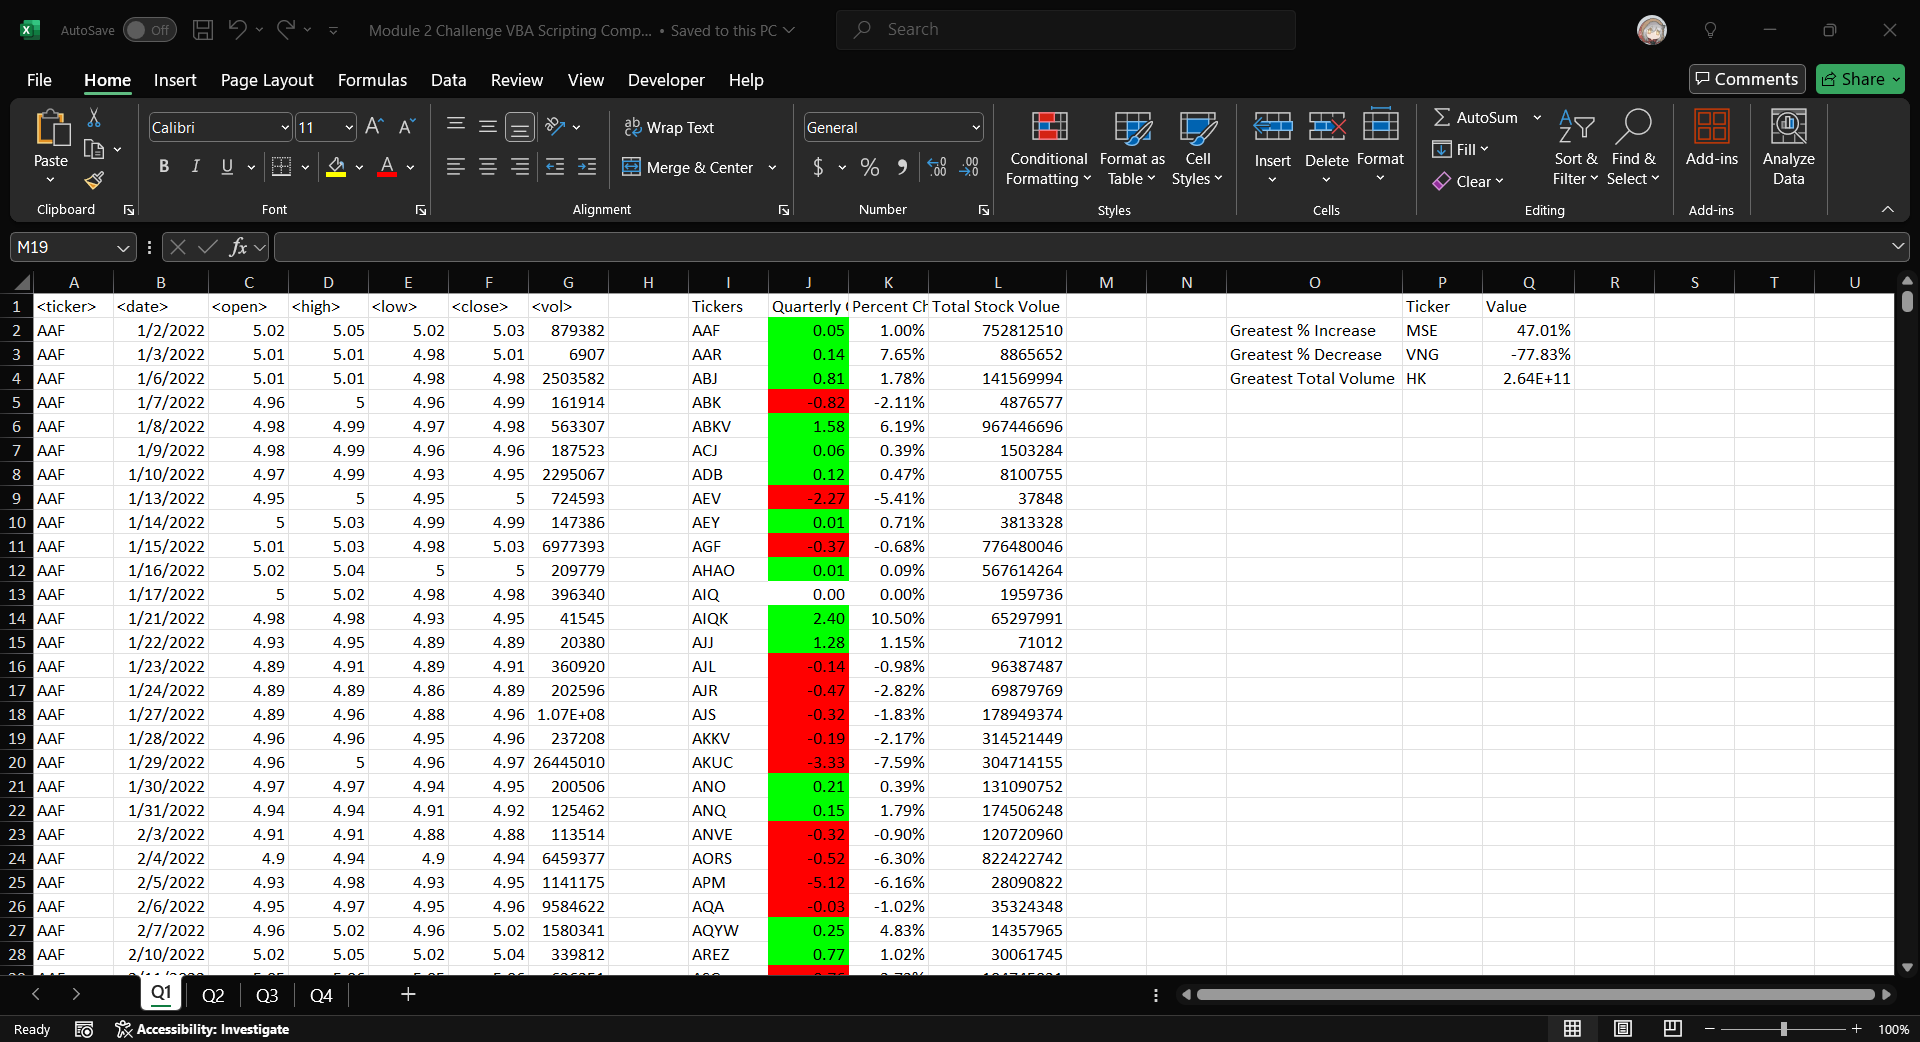 AutoSave Off Module 2 Challenge VBA Scripting Comp... • Saved to this PC Search
File Home Insert Page Layout Formulas Data Review View Developer Help Comments Share
Paste Calibri 11 Wrap Text General Conditional Formatting Format as Table Cell Styles Insert Delete Format AutoSum Sort & Filter Find & Select Add-ins Analyze Data
B I U A Merge & Center $ % Fill Clear
Clipboard Font Alignment Number Styles Cells Editing Add-ins
M19 fx
A B C D E F G H I J K L M N O P Q R S T U
1 <ticker> <date> <open> <high> <low> <close> <vol> Tickers Quarterly Percent Ch Total Stock Volue Ticker Value
2 AAF 1/2/2022 5.02 5.05 5.02 5.03 879382 AAF 0.05 1.00% 752812510 Greatest % Increase MSE 47.01%
3 AAF 1/3/2022 5.01 5.01 4.98 5.01 6907 AAR 0.14 7.65% 8865652 Greatest % Decrease VNG -77.83%
4 AAF 1/6/2022 5.01 5.01 4.98 4.98 2503582 ABJ 0.81 1.78% 141569994 Greatest Total Volume HK 2.64E+11
5 AAF 1/7/2022 4.96 5 4.96 4.99 161914 ABK -0.82 -2.11% 4876577
6 AAF 1/8/2022 4.98 4.99 4.97 4.98 563307 ABKV 1.58 6.19% 967446696
7 AAF 1/9/2022 4.98 4.99 4.96 4.96 187523 ACJ 0.06 0.39% 1503284
8 AAF 1/10/2022 4.97 4.99 4.93 4.95 2295067 ADB 0.12 0.47% 8100755
9 AAF 1/13/2022 4.95 5 4.95 5 724593 AEV -2.27 -5.41% 37848
10 AAF 1/14/2022 5 5.03 4.99 4.99 147386 AEY 0.01 0.71% 3813328
11 AAF 1/15/2022 5.01 5.03 4.98 5.03 6977393 AGF -0.37 -0.68% 776480046
12 AAF 1/16/2022 5.02 5.04 5 5 209779 AHAO 0.01 0.09% 567614264
13 AAF 1/17/2022 5 5.02 4.98 4.98 396340 AIQ 0.00 0.00% 1959736
14 AAF 1/21/2022 4.98 4.98 4.93 4.95 41545 AIQK 2.40 10.50% 65297991
15 AAF 1/22/2022 4.93 4.95 4.89 4.89 20380 AJJ 1.28 1.15% 71012
16 AAF 1/23/2022 4.89 4.91 4.89 4.91 360920 AJL -0.14 -0.98% 96387487
17 AAF 1/24/2022 4.89 4.89 4.86 4.89 202596 AJR -0.47 -2.82% 69879769
18 AAF 1/27/2022 4.89 4.96 4.88 4.96 1.07E+08 AJS -0.32 -1.83% 178949374
19 AAF 1/28/2022 4.96 4.96 4.95 4.96 237208 AKKV -0.19 -2.17% 314521449
20 AAF 1/29/2022 4.96 5 4.96 4.97 26445010 AKUC -3.33 -7.59% 304714155
21 AAF 1/30/2022 4.97 4.97 4.94 4.95 200506 ANO 0.21 0.39% 131090752
22 AAF 1/31/2022 4.94 4.94 4.91 4.92 125462 ANQ 0.15 1.79% 174506248
23 AAF 2/3/2022 4.91 4.91 4.88 4.88 113514 ANVE -0.32 -0.90% 120720960
24 AAF 2/4/2022 4.9 4.94 4.9 4.94 6459377 AORS -0.52 -6.30% 822422742
25 AAF 2/5/2022 4.93 4.98 4.93 4.95 1141175 APM -5.12 -6.16% 28090822
26 AAF 2/6/2022 4.95 4.97 4.95 4.96 9584622 AQA -0.03 -1.02% 35324348
27 AAF 2/7/2022 4.96 5.02 4.96 5.02 1580341 AQYW 0.25 4.83% 14357965
28 AAF 2/10/2022 5.02 5.05 5.02 5.04 339812 AREZ 0.77 1.02% 30061745
Q1 Q2 Q3 Q4
Ready Accessibility: Investigate 100%